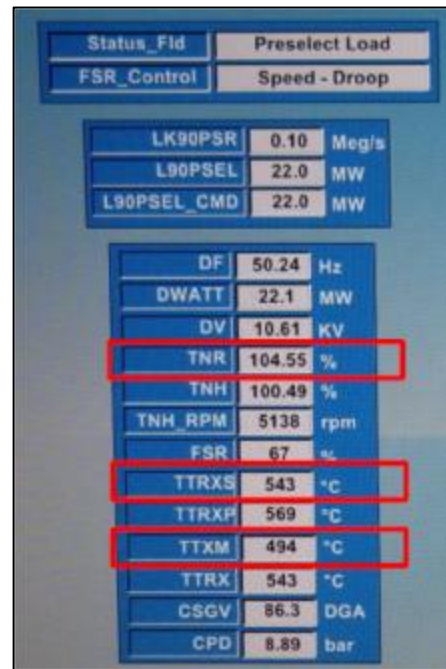 Status_Fld Preselect Load
FSR_Control Speed - Droop
LK90PSR 0.10 Meg/s
L90PSEL 22.0 MW
L90PSEL_CMD 22.0 MW
DF 50.24 Hz
DWATT 22.1 MW
DV 10.61 KV
TNR 104.55 %
TNH 100.49 %
TNH_RPM 5138 rpm
FSR 67 %
TTRXS 543 °C
TTRXP 569 °C
TTXM 494 °C
TTRX 543 °C
CSGV 86.3 DGA
CPD 8.89 bar